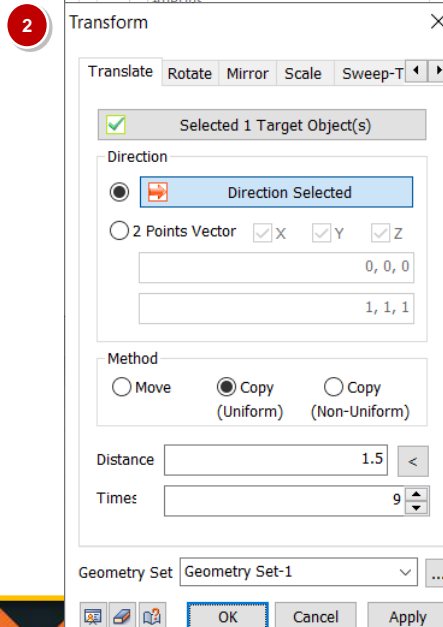 2
Transform
Translate Rotate Mirror Scale Sweep-T
Selected 1 Target Object(s)
Direction
Direction Selected
2 Points Vector X Y Z
0, 0, 0
1, 1, 1
Method
Move Copy Copy
(Uniform) (Non-Uniform)
Distance 1.5 <
Times 9
Geometry Set Geometry Set-1 ...
OK Cancel Apply